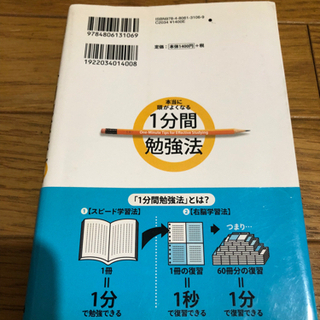 9784806131069
1922034014008
ISBN978-4-8061-3106-9
C2034 ¥1400E
定価：本体1400円＋税
本当に
頭がよくなる
1分間
One-Minute Tips for Effective Studying
勉強法
「1分間勉強法」とは？
1【スピード学習法】
2【右脳学習法】
つまり…
1冊
＝
1分
で勉強できる
1冊の復習
＝
1秒
で復習できる
60冊分の復習
＝
1分
で復習できる